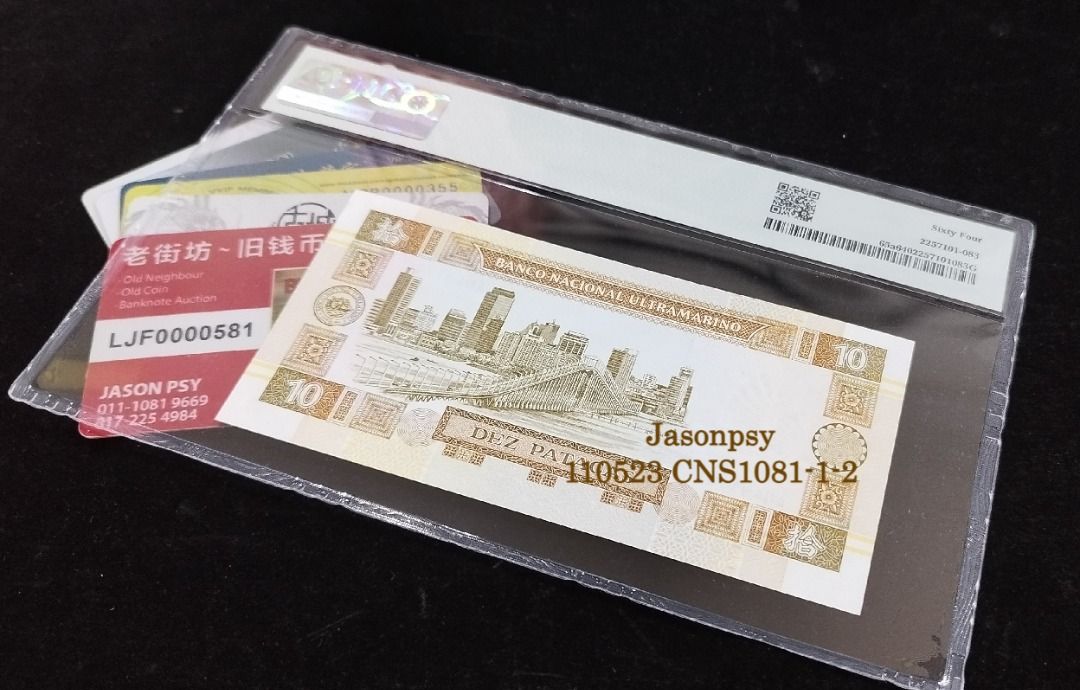 Sixty Four
2257101-083
65a6402257101083G
0000355
老街坊~旧钱币
-Old Neighbour
-Old Coin
-Banknote Auction
LJF0000581
JASON PSY
011-1081 9669
017-225 4984
拾
BANCO NACIONAL ULTRAMARINO
10
10
DEZ PATA
拾
Jasonpsy
110523 CNS1081-1-2